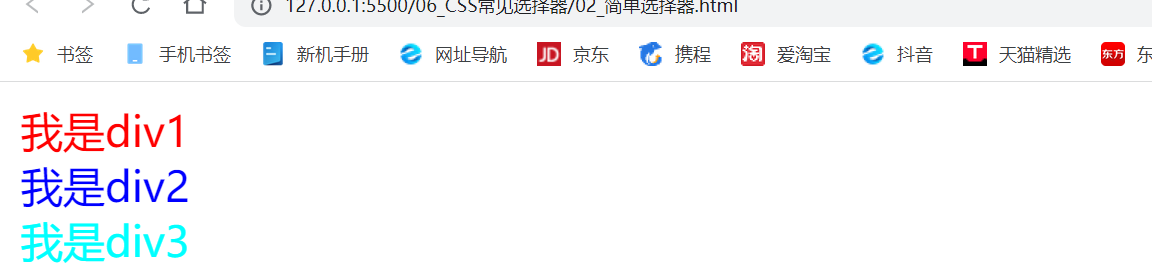 127.0.0.1:5500/06_CSS常见选择器/02_简单选择器.html
书签 手机书签 新机手册 网址导航 JD 京东 携程 淘 爱淘宝 抖音 T 天猫精选 东方 东
我是div1
我是div2
我是div3